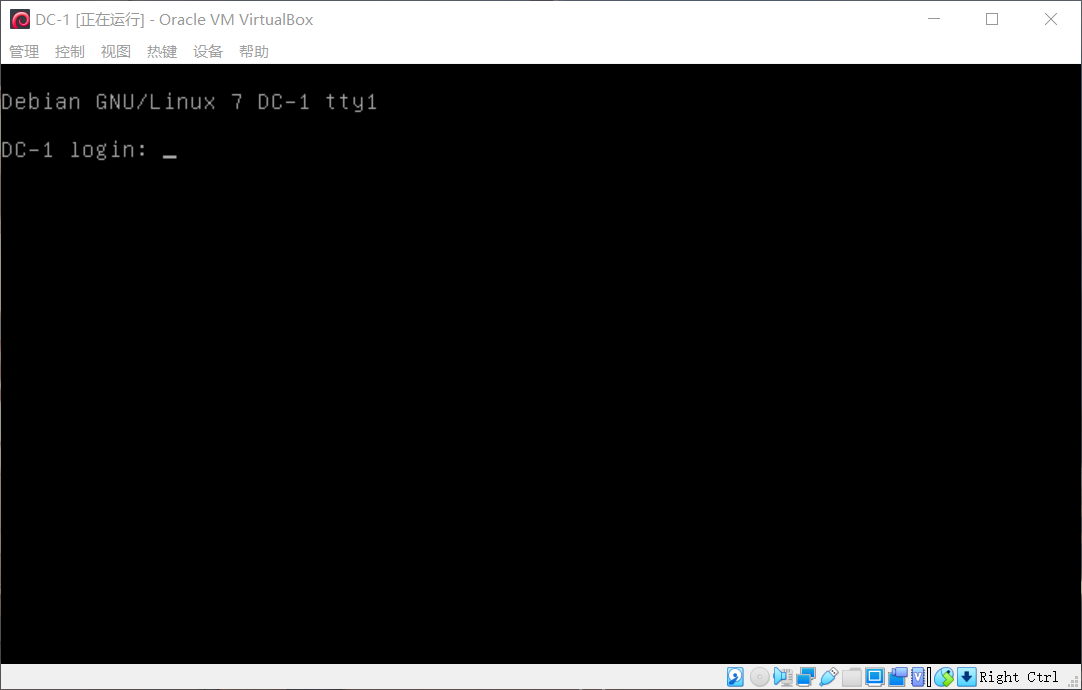 DC-1 [正在运行] - Oracle VM VirtualBox
管理 控制 视图 热键 设备 帮助
Debian GNU/Linux 7 DC-1 tty1
DC-1 login: _
Right Ctrl